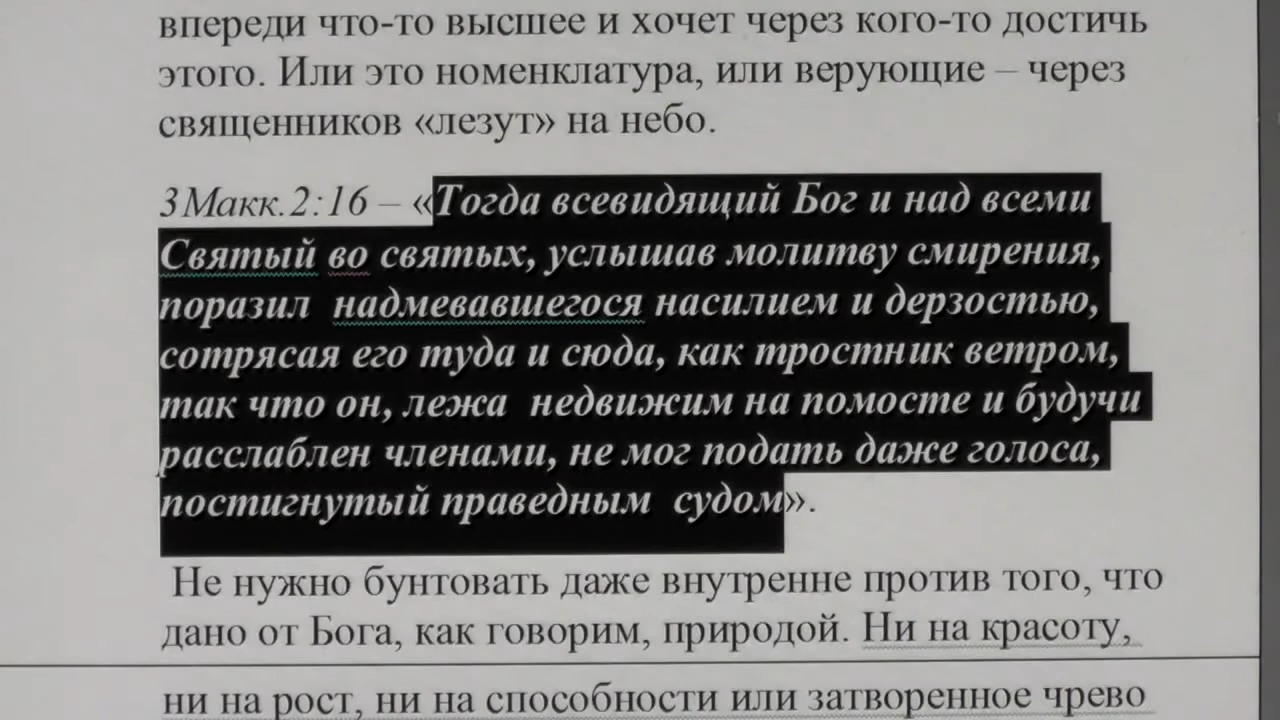 впереди что-то высшее и хочет через кого-то достичь
этого. Или это номенклатура, или верующие – через
священников «лезут» на небо.
3Макк.2:16 – «Тогда всевидящий Бог и над всеми
Святый во святых, услышав молитву смирения,
поразил надмевавшегося насилием и дерзостью,
сотрясая его туда и сюда, как тростник ветром,
так что он, лежа недвижим на помосте и будучи
расслаблен членами, не мог подать даже голоса,
постигнутый праведным судом».
Не нужно бунтовать даже внутренне против того, что
дано от Бога, как говорим, природой. Ни на красоту,
ни на рост, ни на способности или затворенное чрево